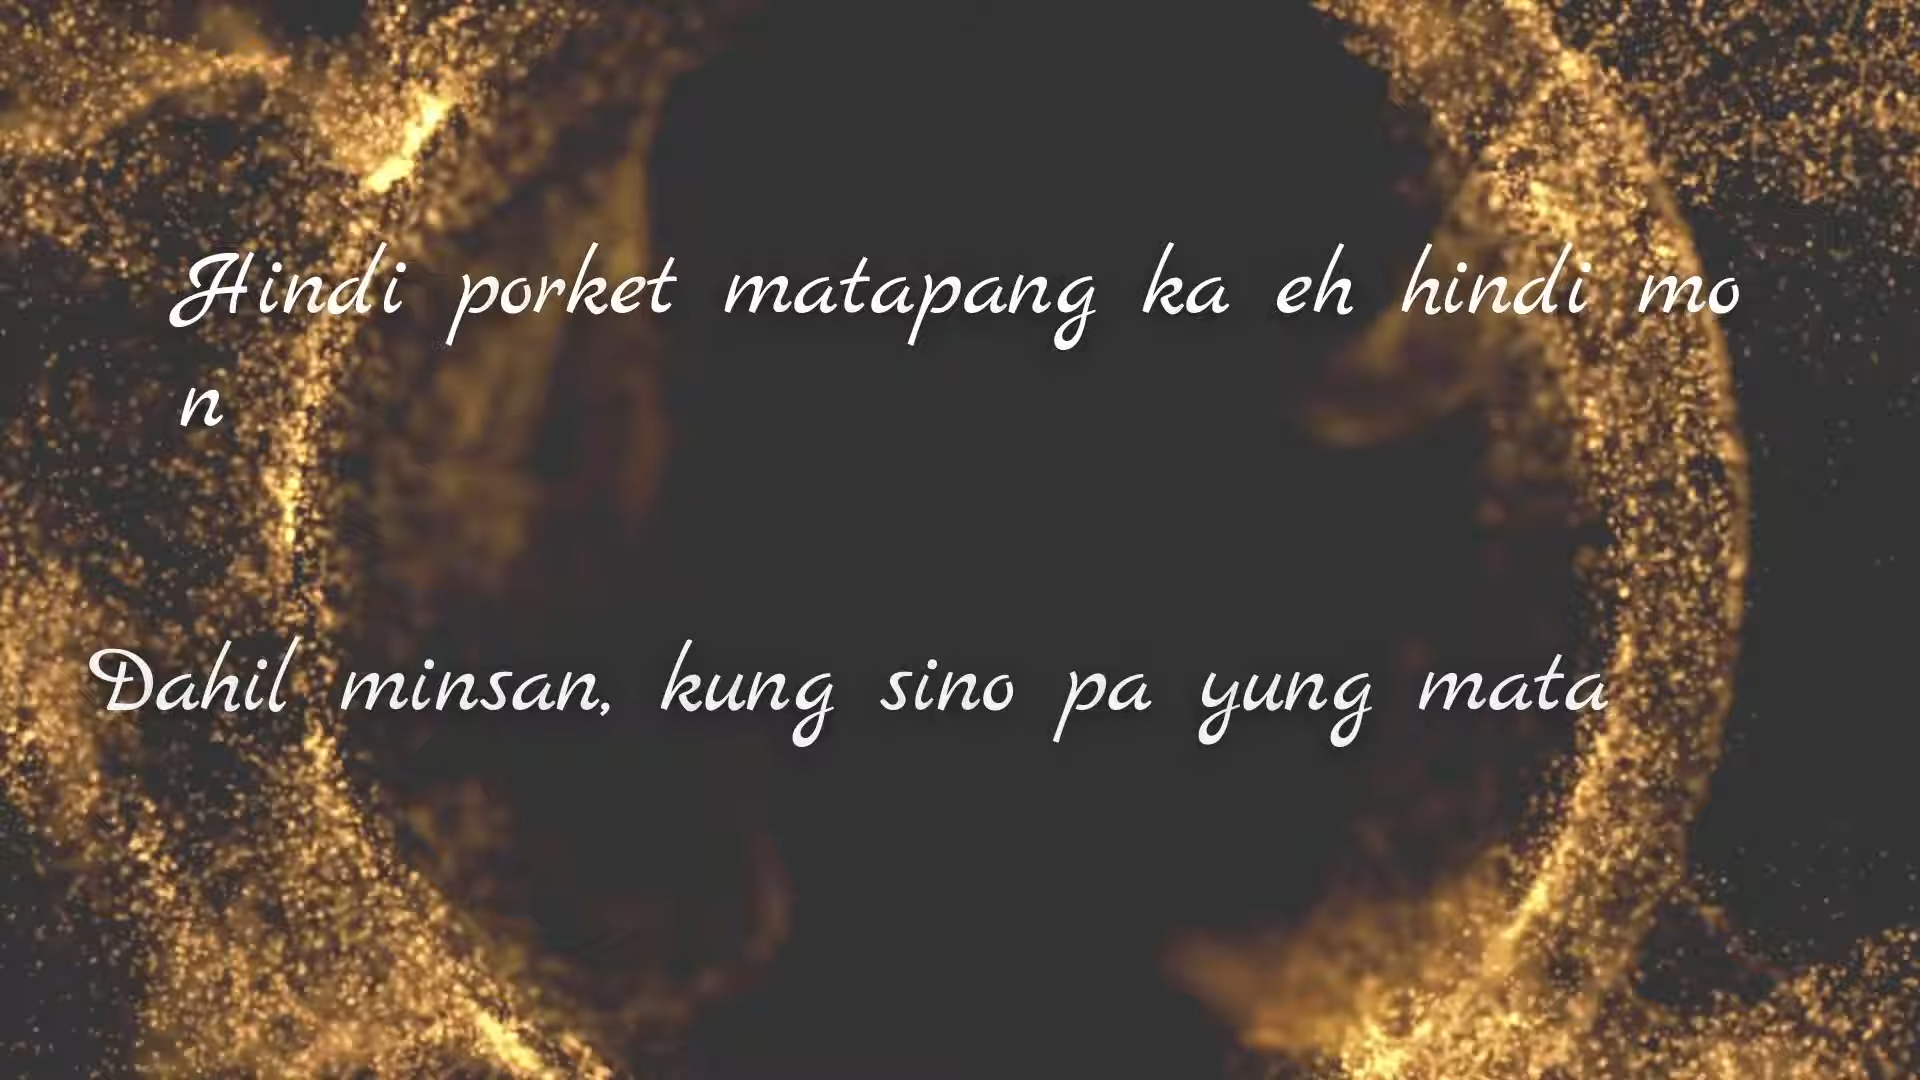 Hindi porket matapang ka eh hindi mo
n
Dahil minsan, kung sino pa yung mata